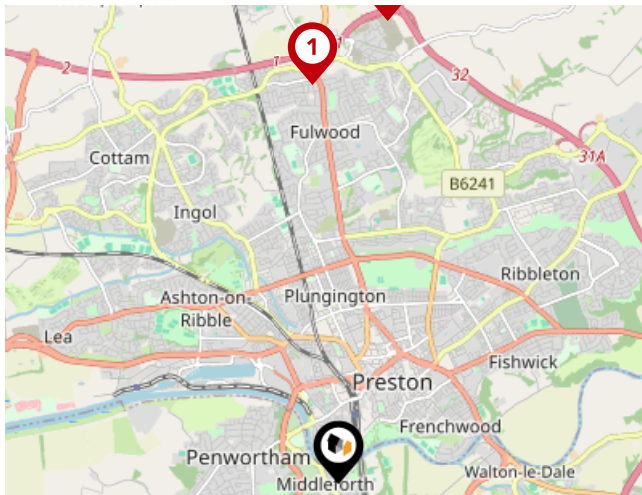 1
1
1
2
32
Fulwood
31A
Cottam
B6241
Ingol
Ribbleton
Ashton-on-
Ribble
Plungington
Lea
Fishwick
Preston
Frenchwood
Penwortham
Walton-le-Dale
Middleforth